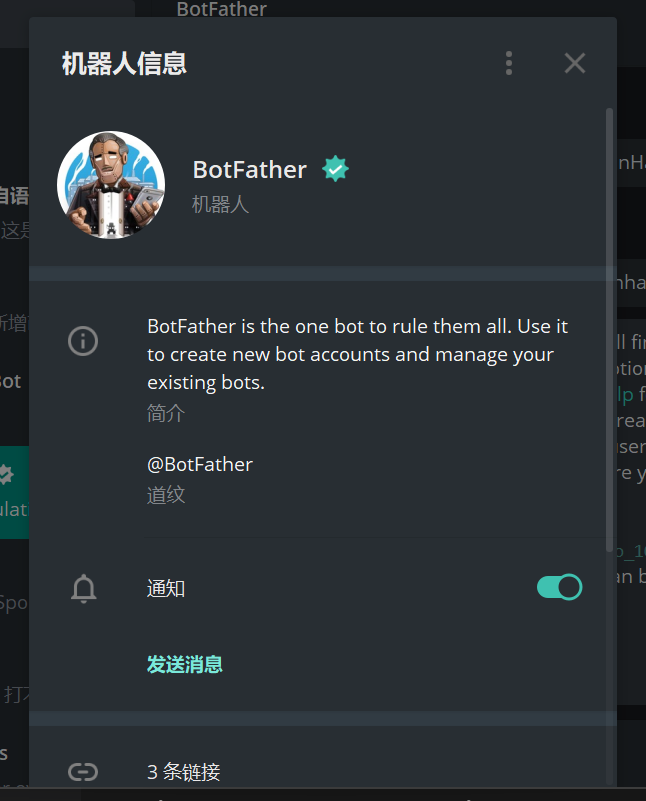 BotFather
机器人信息
BotFather
机器人
BotFather is the one bot to rule them all. Use it
to create new bot accounts and manage your
existing bots.
简介
@BotFather
道纹
通知
发送消息
3 条链接